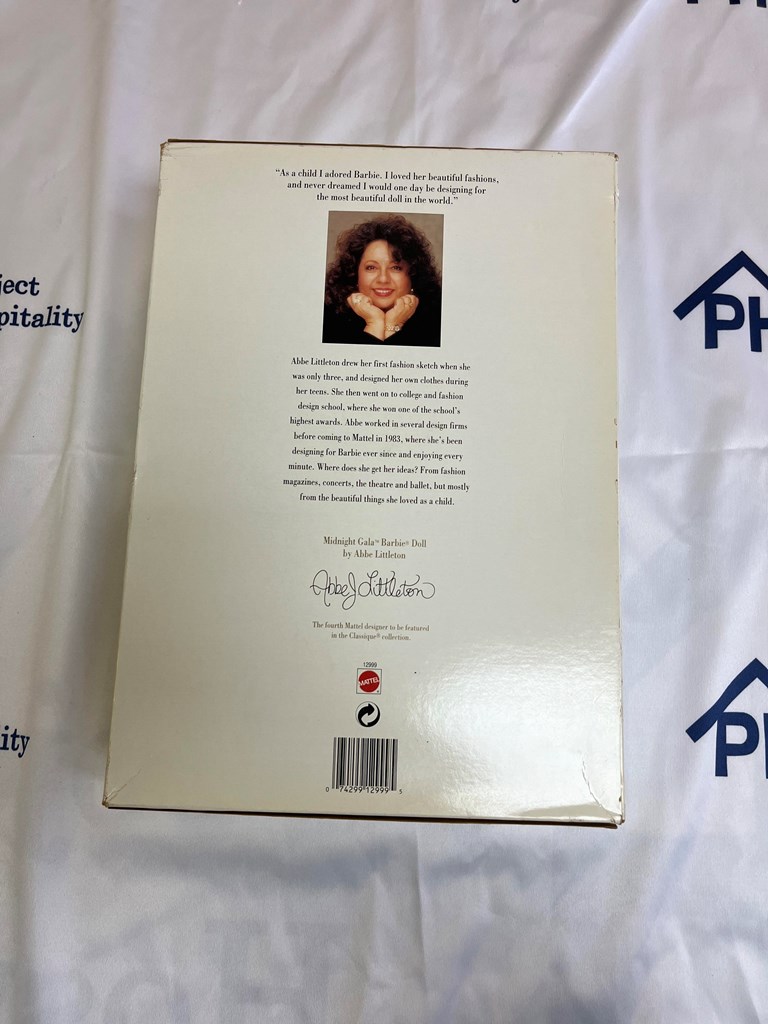 "As a child I adored Barbie. I loved her beautiful fashions,
and never dreamed I would one day be designing for
the most beautiful doll in the world."
Abbe Littleton drew her first fashion sketch when she
was only three, and designed her own clothes during
her teens. She then went on to college and fashion
design school, where she won one of the school's
highest awards. Abbe worked in several design firms
before coming to Mattel in 1983, where she's been
designing for Barbie ever since and enjoying every
minute. Where does she get her ideas? From fashion
magazines, concerts, the theatre and ballet, but mostly
from the beautiful things she loved as a child.
Midnight Gala™ Barbie® Doll
by Abbe Littleton
Abbe J Littleton
The fourth Mattel designer to be featured
in the Classique® collection.
12999
MATTEL
0 74299 12999 5
ject
pitality
PH
ity
P